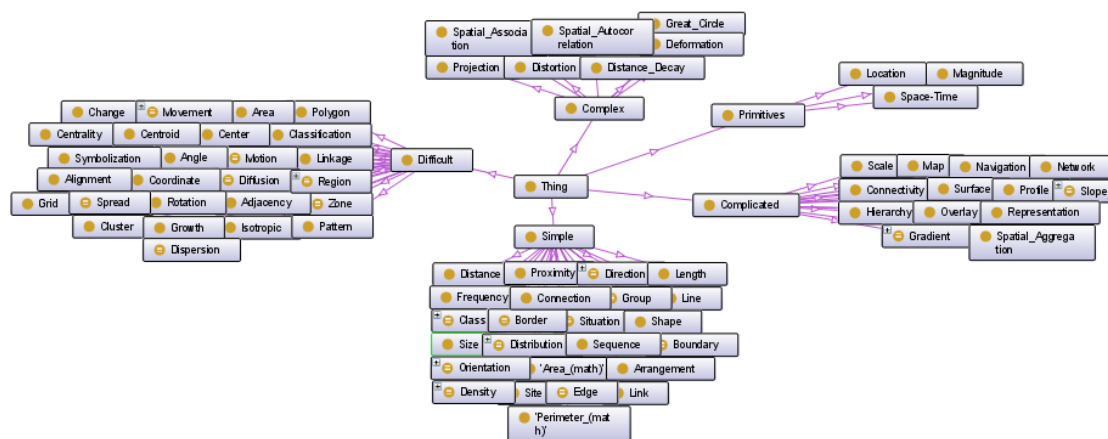 Great_Circle
Spatial_Associa
tion
Spatial_Autocor
relation
Deformation
Projection
Distortion
Distance_Decay
Complex
Location
Magnitude
Space-Time
Primitives
Change
Movement
Area
Polygon
Centrality
Centroid
Center
Classification
Symbolization
Angle
Motion
Linkage
Alignment
Coordinate
Diffusion
Region
Grid
Spread
Rotation
Adjacency
Zone
Cluster
Growth
Isotropic
Pattern
Dispersion
Difficult
Thing
Scale
Map
Navigation
Network
Connectivity
Surface
Profile
Slope
Hierarchy
Overlay
Representation
Gradient
Spatial_Aggrega
tion
Complicated
Simple
Distance
Proximity
Direction
Length
Frequency
Connection
Group
Line
Class
Border
Situation
Shape
Size
Distribution
Sequence
Boundary
Orientation
'Area_(math)'
Arrangement
Density
Site
Edge
Link
'Perimeter_(mat
h)'